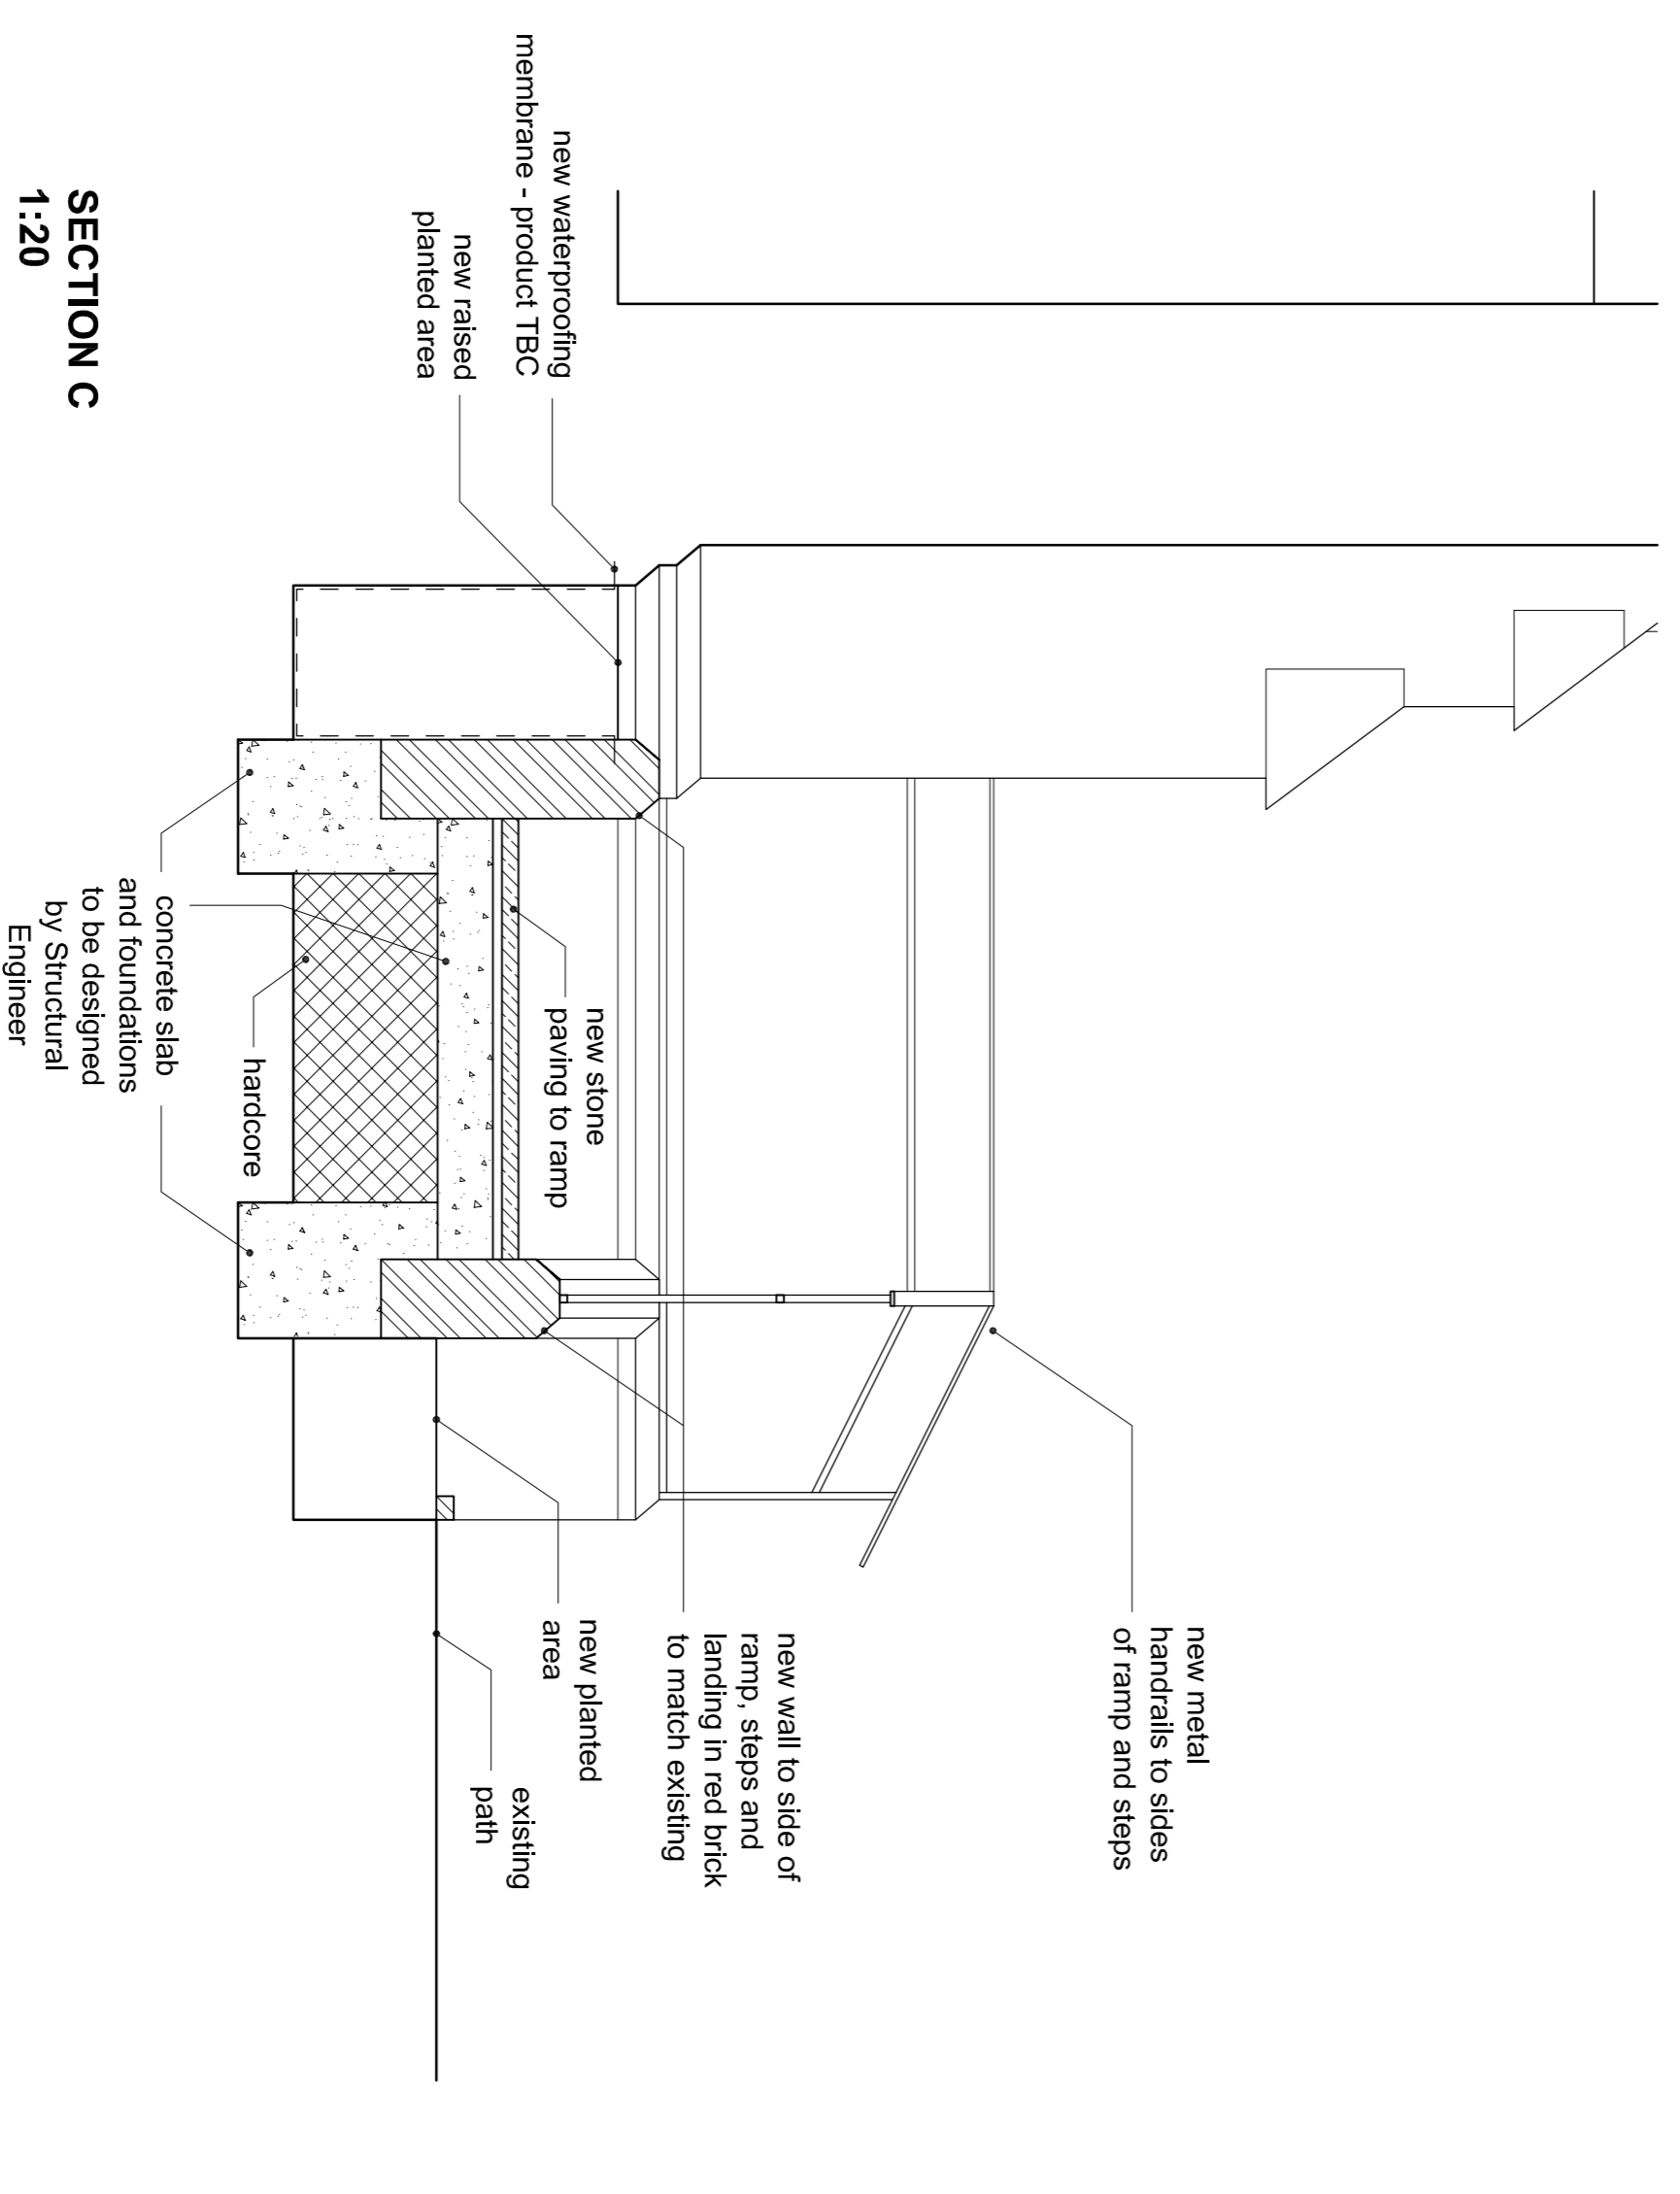 new metal
handrails to sides
of ramp and steps
new wall to side of
ramp, steps and
landing in red brick
to match existing
new planted
area
existing
path
new stone
paving to ramp
new waterproofing
membrane - product TBC
new raised
planted area
hardcore
concrete slab
and foundations
to be designed
by Structural
Engineer
SECTION C
1:20